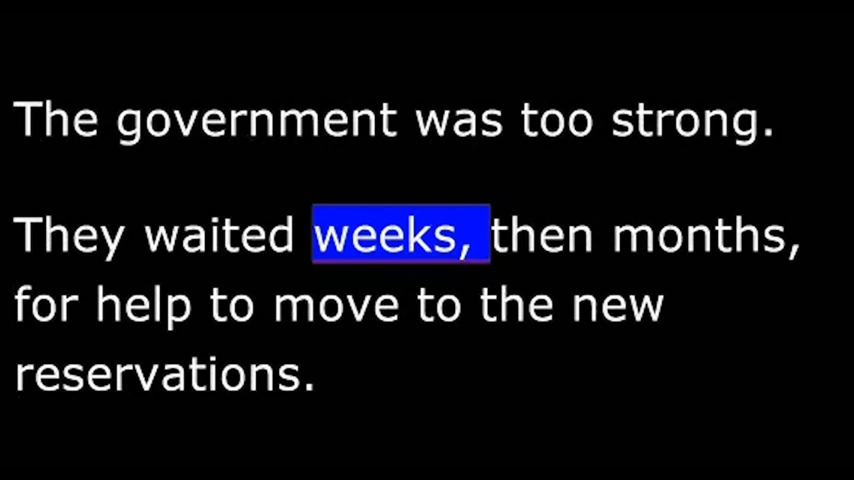 The government was too strong.
They waited weeks, then months,
for help to move to the new
reservations.